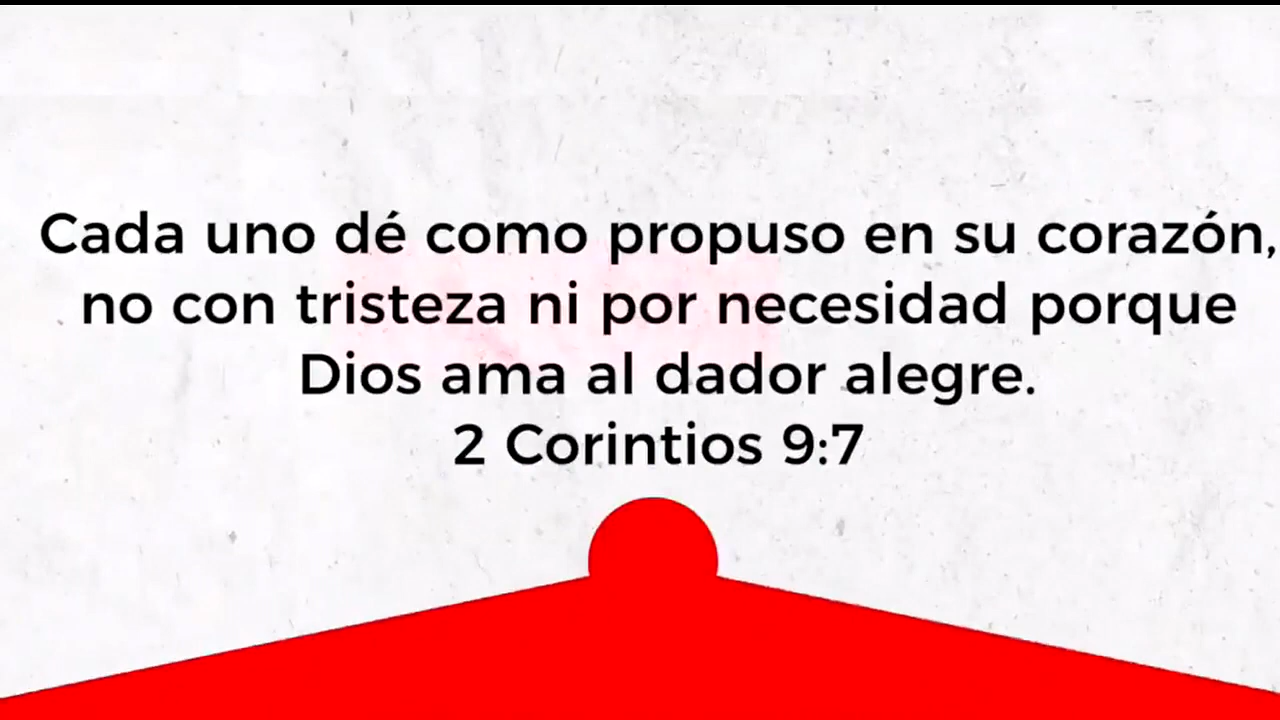 Cada uno dé como propuso en su corazón,
no con tristeza ni por necesidad porque
Dios ama al dador alegre.
2 Corintios 9:7